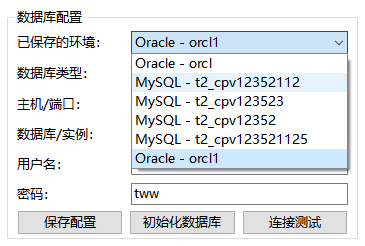 数据库配置
已保存的环境: Oracle - orcl1
Oracle - orcl
数据库类型:
MySQL - t2_cpv12352112
主机/端口:
MySQL - t2_cpv123523
MySQL - t2_cpv12352
数据库/实例:
MySQL - t2_cpv123521125
用户名:
Oracle - orcl1
密码: tww
保存配置 初始化数据库 连接测试